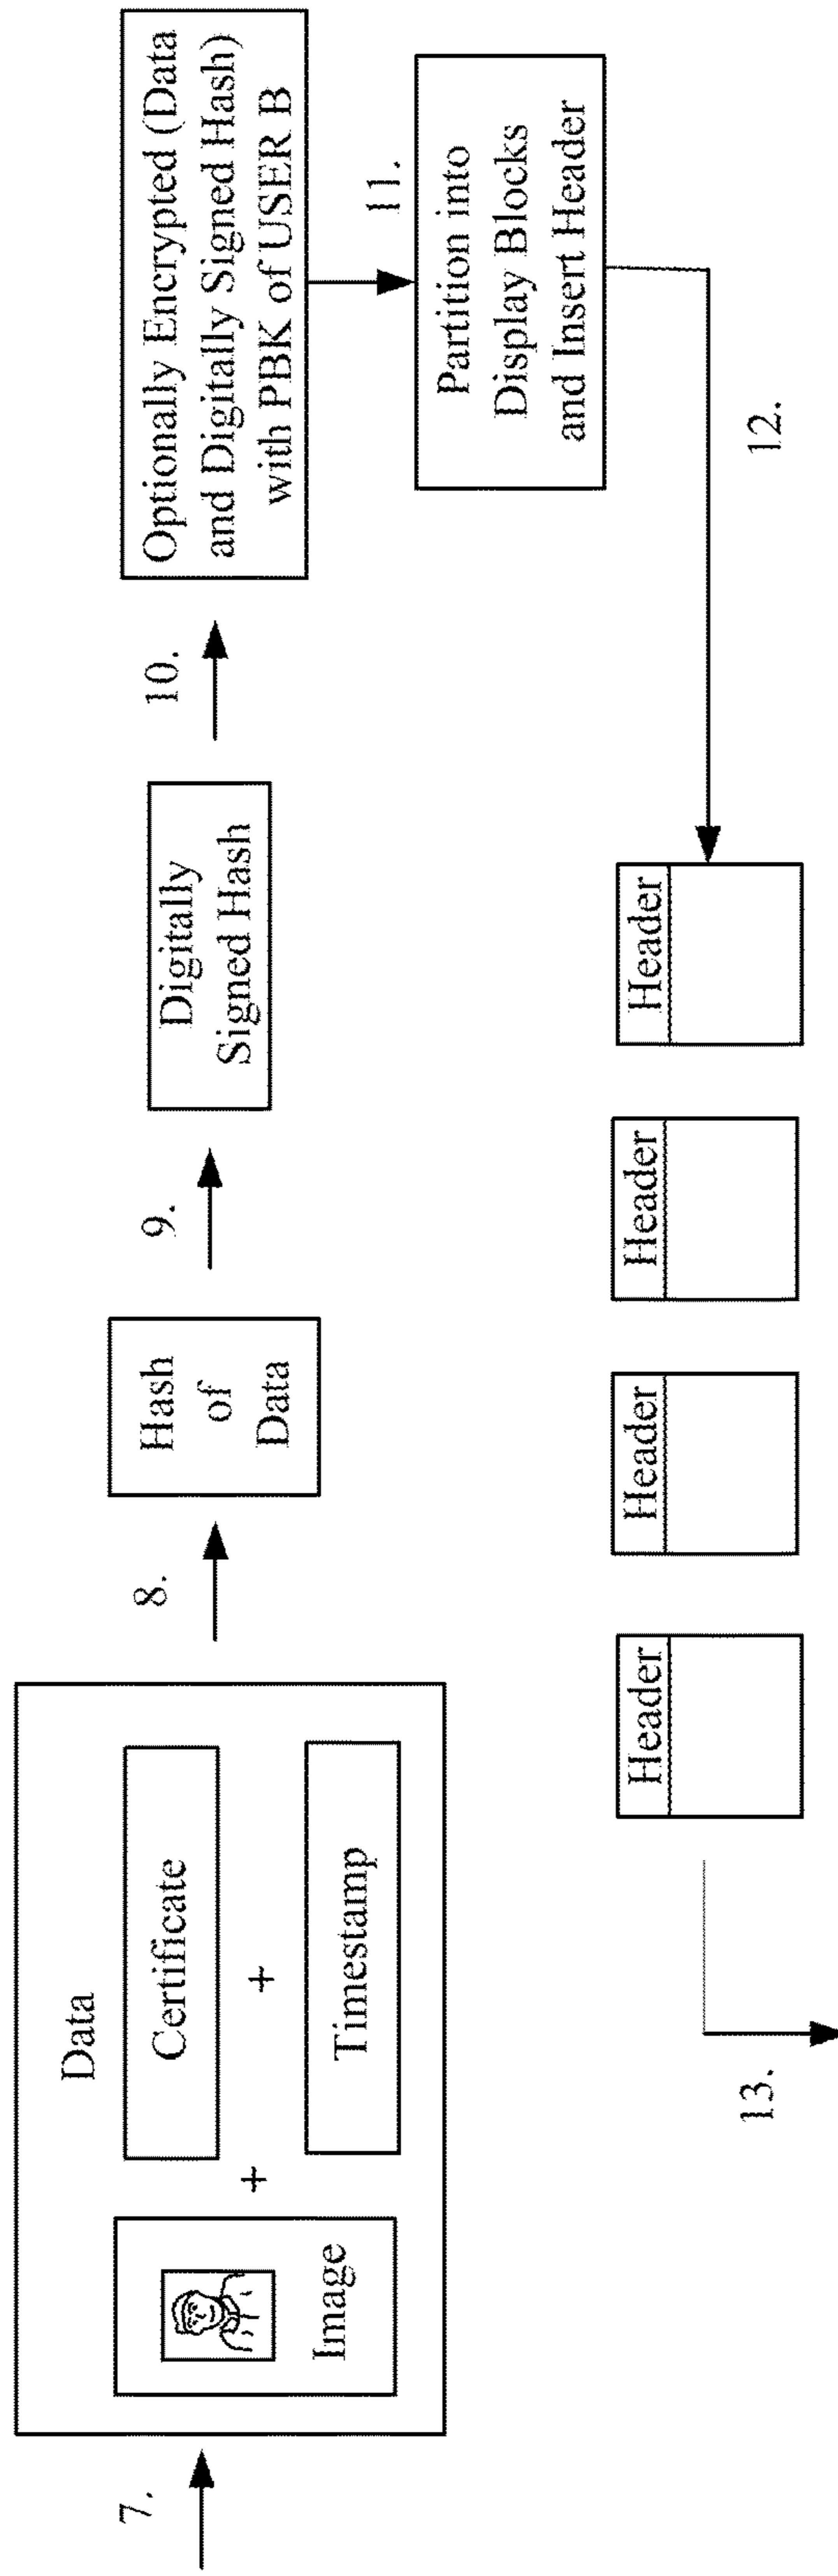 7.
Data
Image
+
Certificate
+
Timestamp
8.
Hash
of
Data
9.
Digitally
Signed Hash
10.
Optionally Encrypted (Data
and Digitally Signed Hash)
with PBK of USER B
11.
Partition into
Display Blocks
and Insert Header
12.
Header
Header
Header
Header
13.